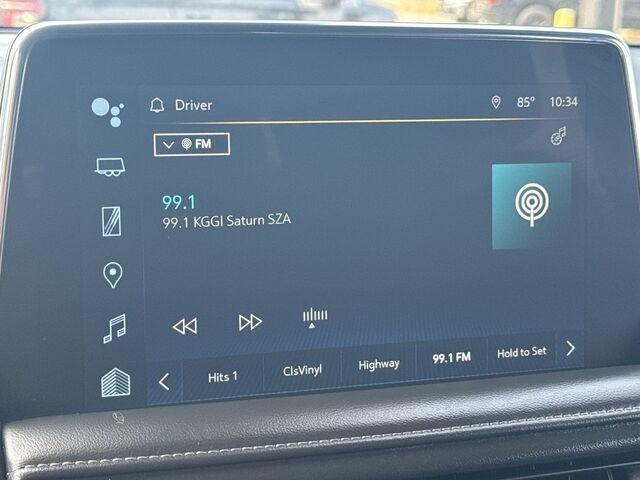 Driver 85° 10:34
FM
99.1
99.1 KGGI Saturn SZA
Hits 1 ClsVinyl Highway 99.1 FM Hold to Set